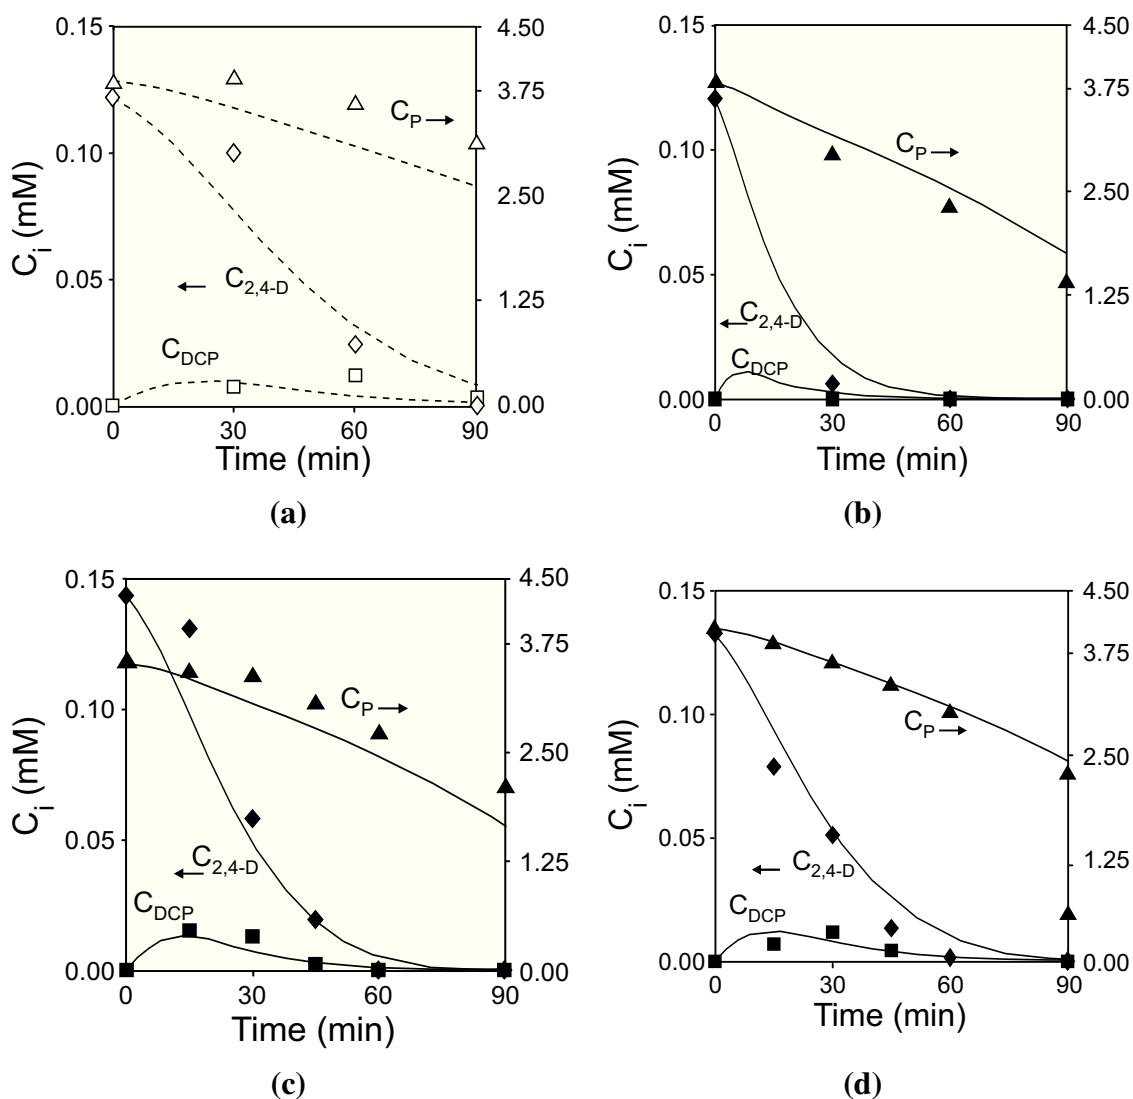 0.15
0.10
0.05
0.00
C_i (mM)
4.50
3.75
2.50
1.25
0.00
C_P
C_2,4-D
C_DCP
0 30 60 90
Time (min)
(a)
0.15
0.10
0.05
0.00
C_i (mM)
4.50
3.75
2.50
1.25
0.00
C_P
C_2,4-D
C_DCP
0 30 60 90
Time (min)
(b)
0.15
0.10
0.05
0.00
C_i (mM)
4.50
3.75
2.50
1.25
0.00
C_P
C_2,4-D
C_DCP
0 30 60 90
Time (min)
(c)
0.15
0.10
0.05
0.00
C_i (mM)
4.50
3.75
2.50
1.25
0.00
C_P
C_2,4-D
C_DCP
0 30 60 90
Time (min)
(d)